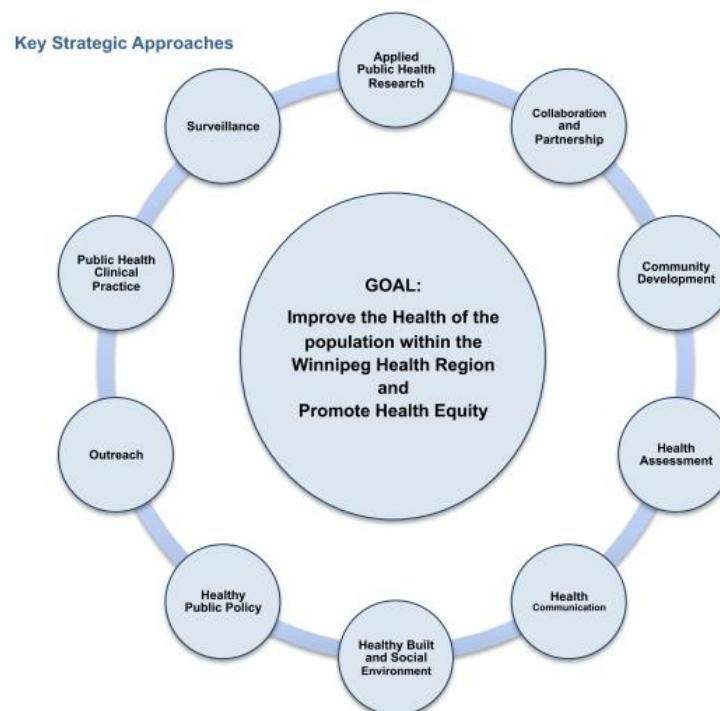 Key Strategic Approaches
Applied
Public Health
Research
Collaboration
and
Partnership
Community
Development
Health
Assessment
Health
Communication
Healthy Built
and Social
Environment
Healthy
Public Policy
Outreach
Public Health
Clinical
Practice
Surveillance
GOAL:
Improve the Health of the
population within the
Winnipeg Health Region
and
Promote Health Equity